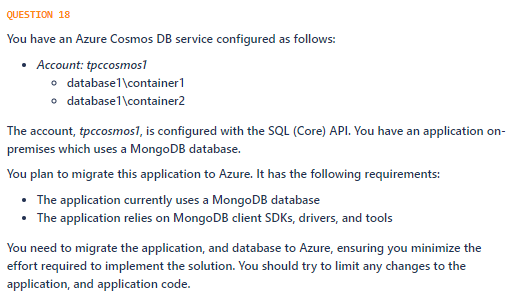 QUESTION 18
You have an Azure Cosmos DB service configured as follows:
• Account: tpccosmos1
◦ database1\container1
◦ database1\container2
The account, tpccosmos1, is configured with the SQL (Core) API. You have an application on-
premises which uses a MongoDB database.
You plan to migrate this application to Azure. It has the following requirements:
• The application currently uses a MongoDB database
• The application relies on MongoDB client SDKs, drivers, and tools
You need to migrate the application, and database to Azure, ensuring you minimize the
effort required to implement the solution. You should try to limit any changes to the
application, and application code.